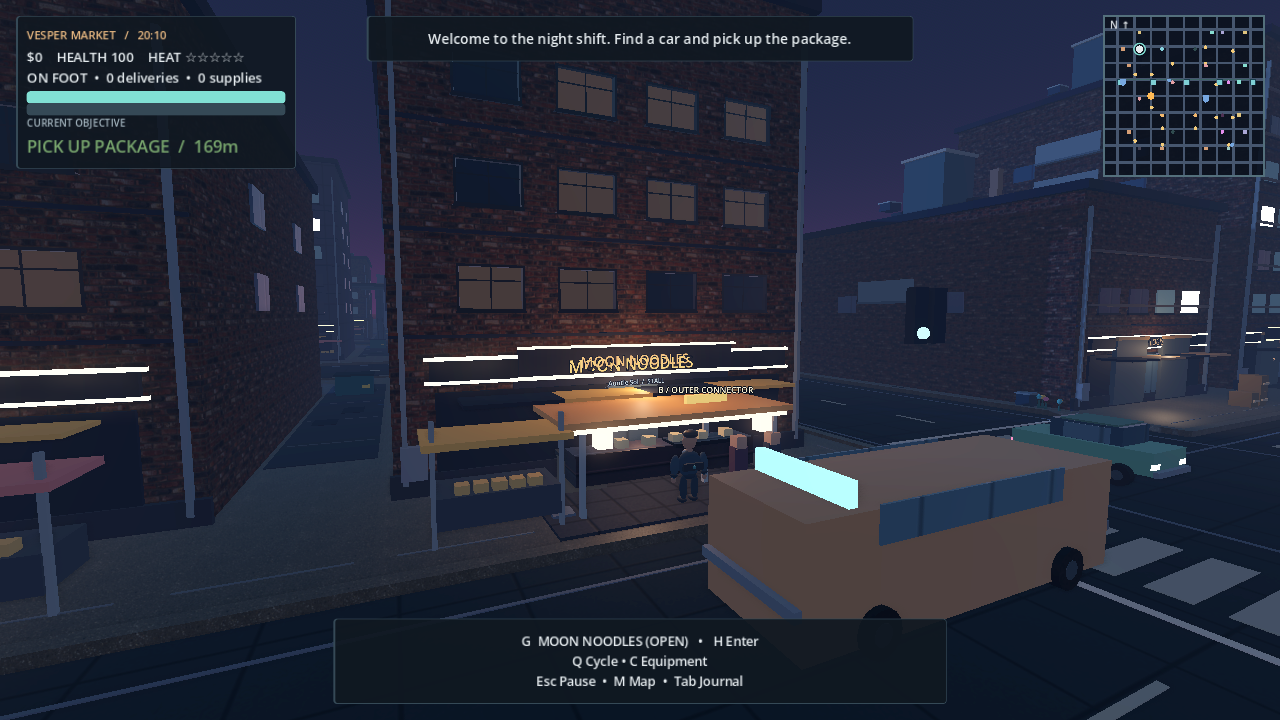 VESPER MARKET / 20:10
$0 HEALTH 100 HEAT ☆☆☆☆☆
ON FOOT • 0 deliveries • 0 supplies
CURRENT OBJECTIVE
PICK UP PACKAGE / 169m
Welcome to the night shift. Find a car and pick up the package.
N ↑
MOON NOODLES
B / OUTER CONNECTOR
G MOON NOODLES (OPEN) • H Enter
Q Cycle • C Equipment
Esc Pause • M Map • Tab Journal